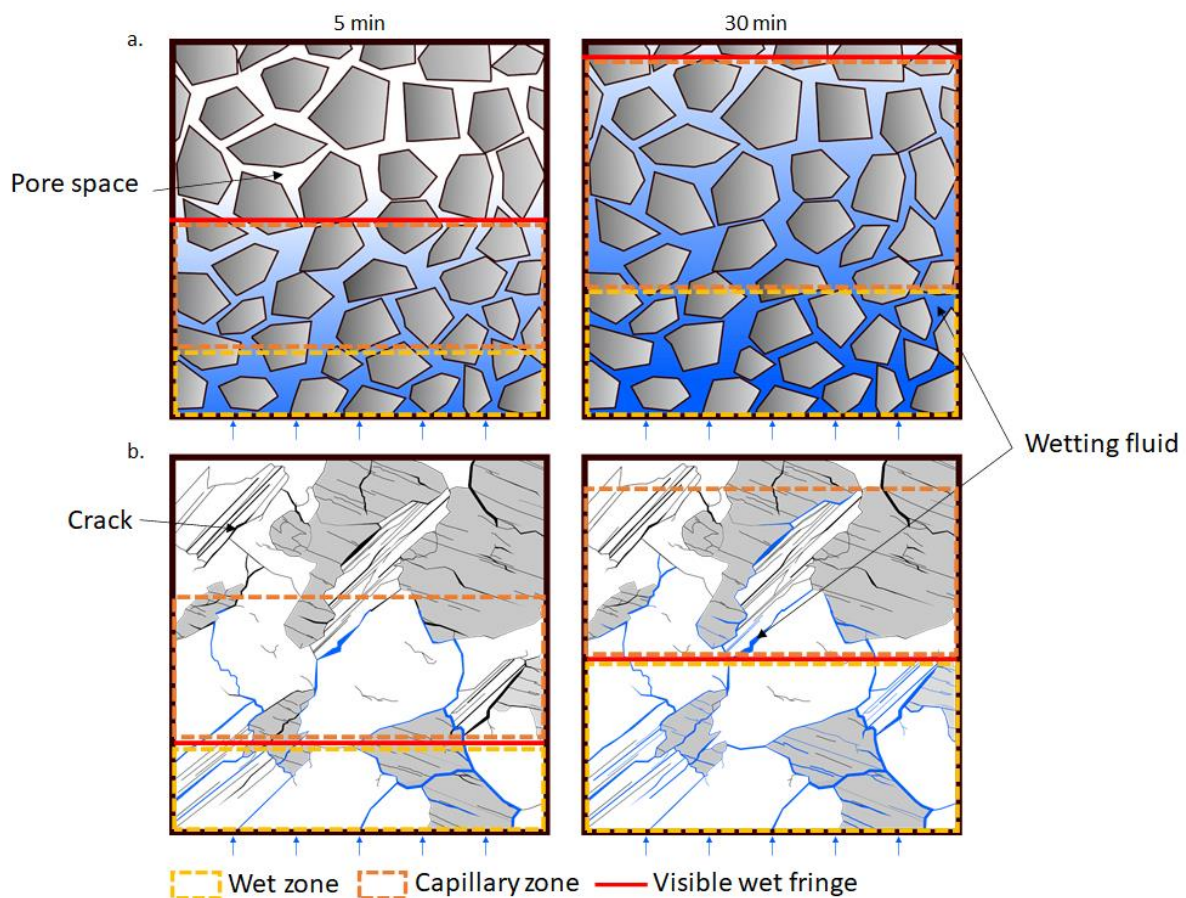 5 min
30 min
a.
Pore space
Wetting fluid
b.
Crack
Wet zone
Capillary zone
Visible wet fringe